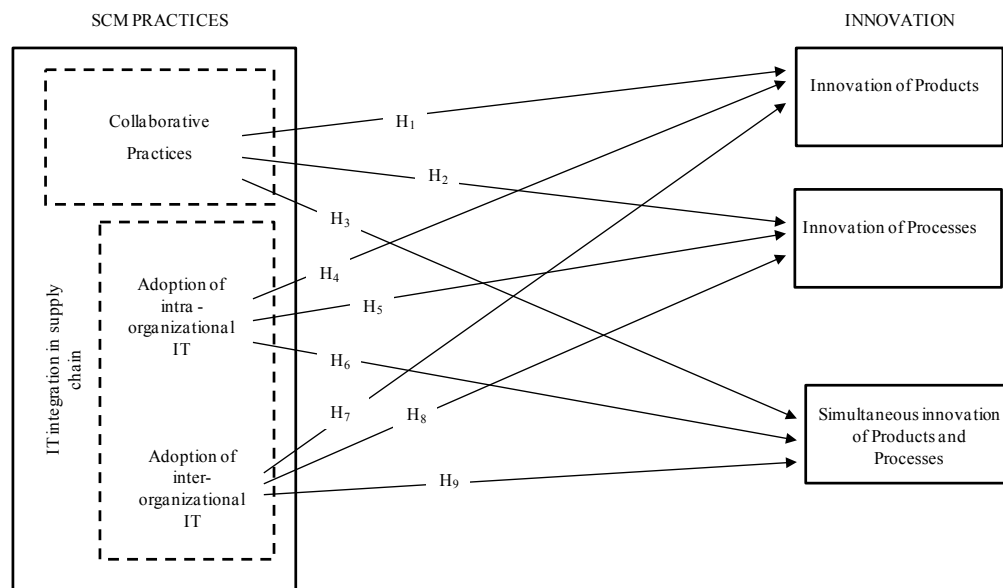 SCM PRACTICES
INNOVATION
Collaborative
Practices
Adoption of
intra -
organizational
IT
Adoption of
inter-
organizational
IT
IT integration in supply
chain
H1
H2
H3
H4
H5
H6
H7
H8
H9
Innovation of Products
Innovation of Processes
Simultaneous innovation
of Products and
Processes